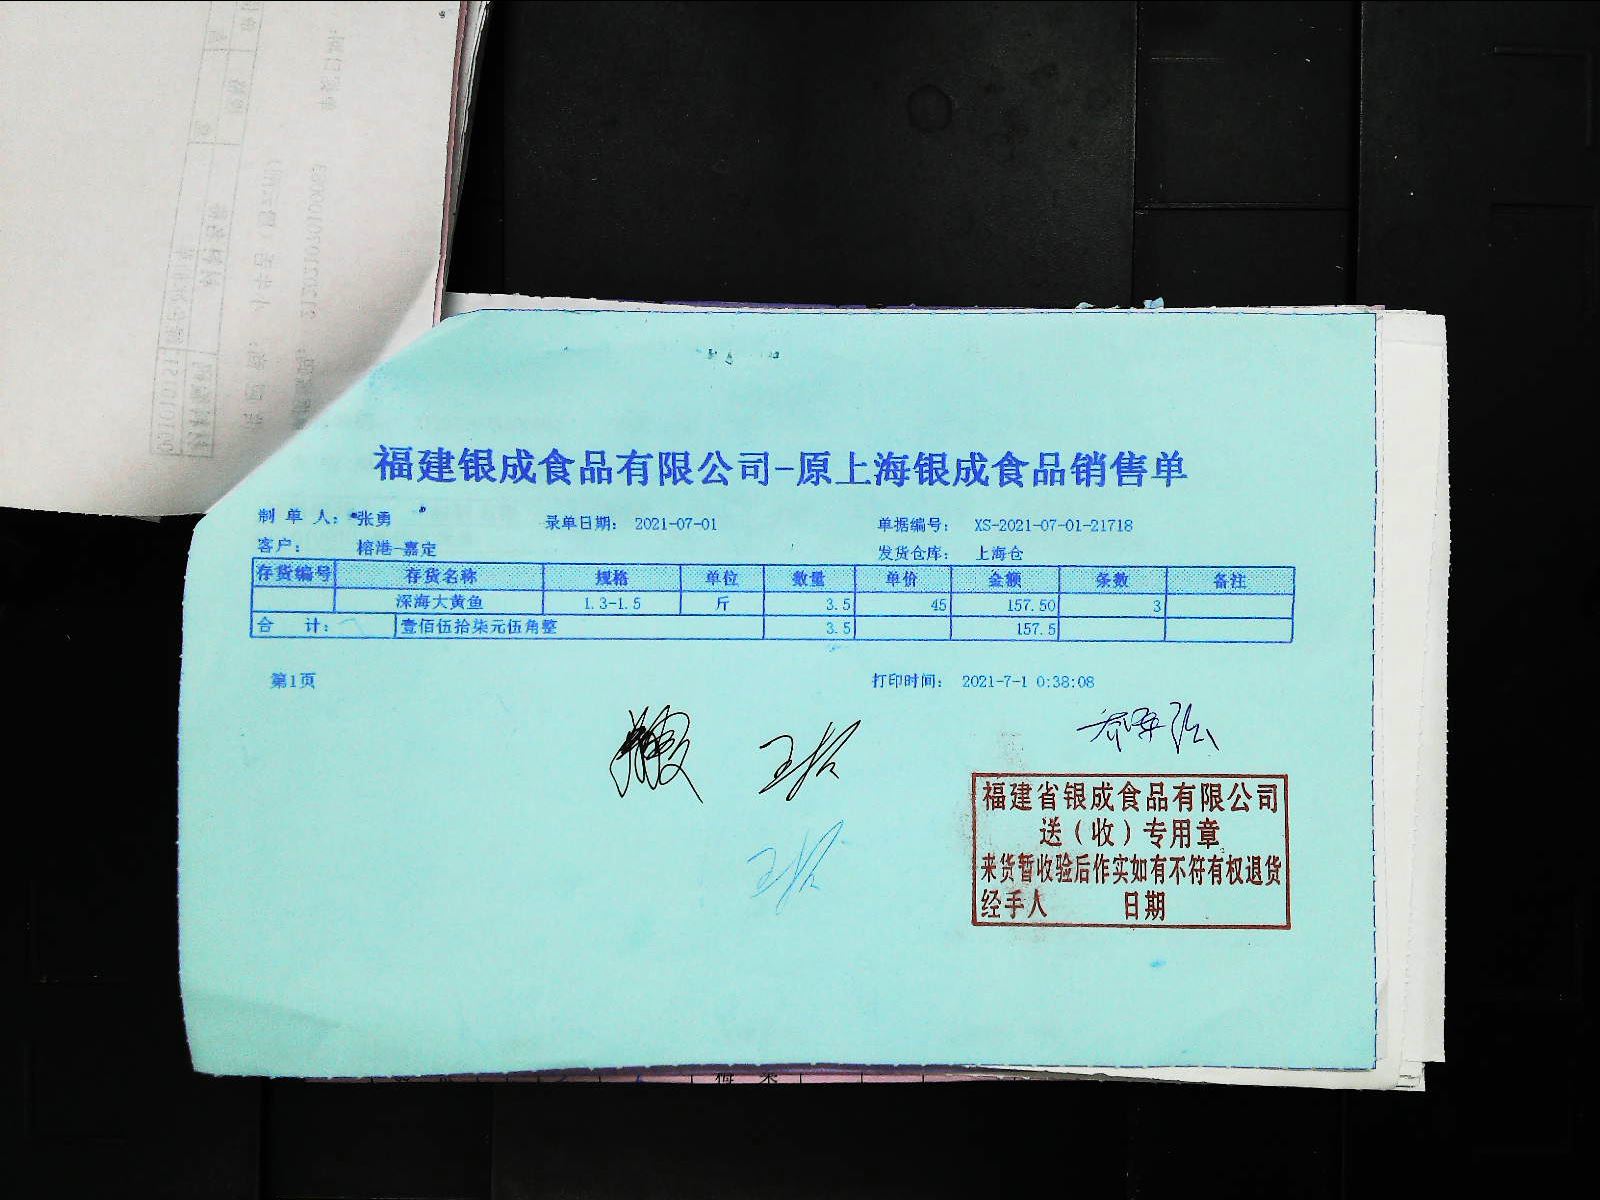 福建银成食品有限公司-原上海银成食品销售单
制单人： 张勇 录单日期： 2021-07-01 单据编号： XS-2021-07-01-21718
客户： 榕港-嘉定 发货仓库： 上海仓
存货编号 存货名称 规格 单位 数量 单价 金额 条数 备注
深海大黄鱼 1.3-1.5 斤 3.5 45 157.50 3
合 计： 壹佰伍拾柒元伍角整 3.5 157.5
第1页 打印时间： 2021-7-1 0:38:08
福建省银成食品有限公司
送（收）专用章
来货暂收验后作实如有不符有权退货
经手人 日期